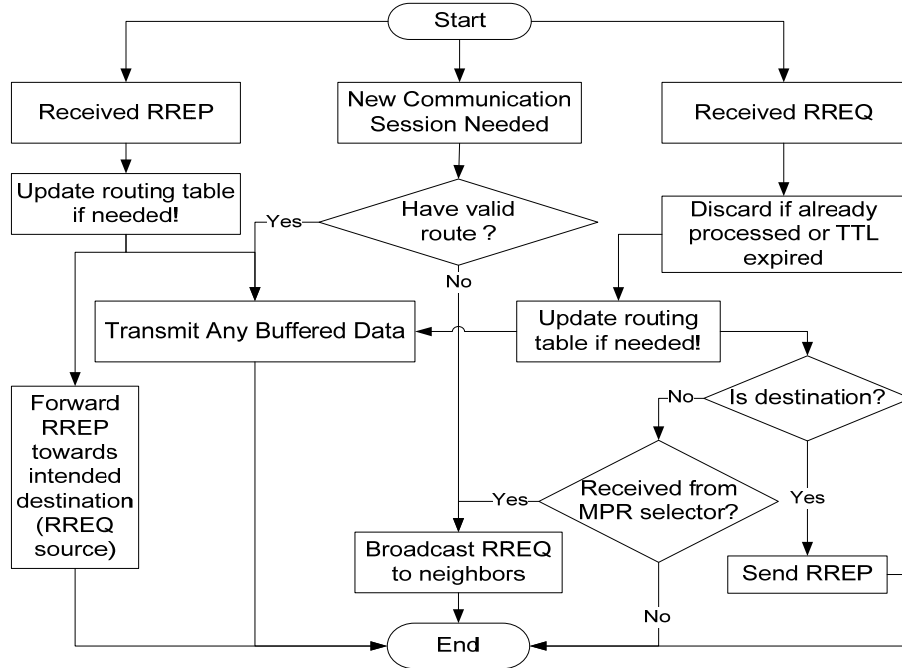 Start
Received RREP
New Communication
Session Needed
Received RREQ
Update routing table
if needed!
Yes
Have valid
route ?
Discard if already
processed or TTL
expired
No
Transmit Any Buffered Data
Update routing
table if needed!
Forward
RREP
towards
intended
destination
(RREQ
source)
No
Is destination?
Yes
Received from
MPR selector?
Yes
Broadcast RREQ
to neighbors
Send RREP
No
End